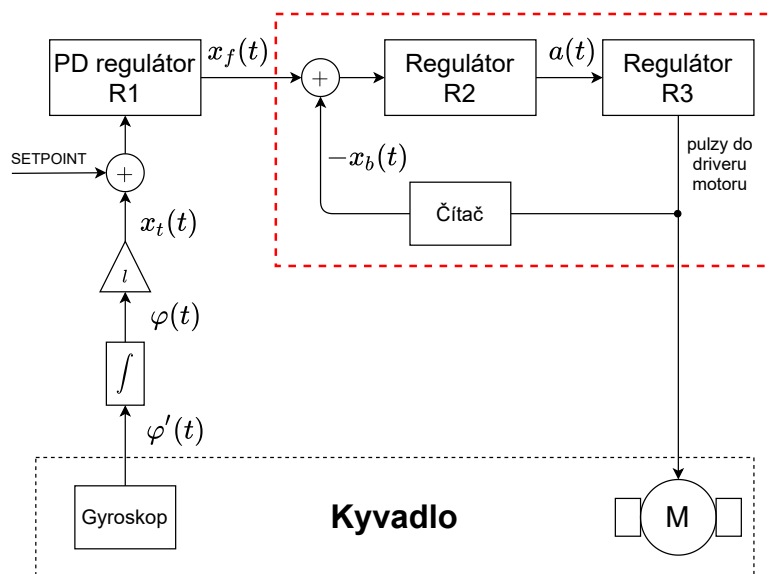 PD regulátor
R1
x_f(t)
+
Regulátor
R2
a(t)
Regulátor
R3
SETPOINT
+
−x_b(t)
pulzy do
driveru
motoru
Čítač
x_t(t)
l
φ(t)
∫
φ'(t)
Gyroskop
Kyvadlo
M